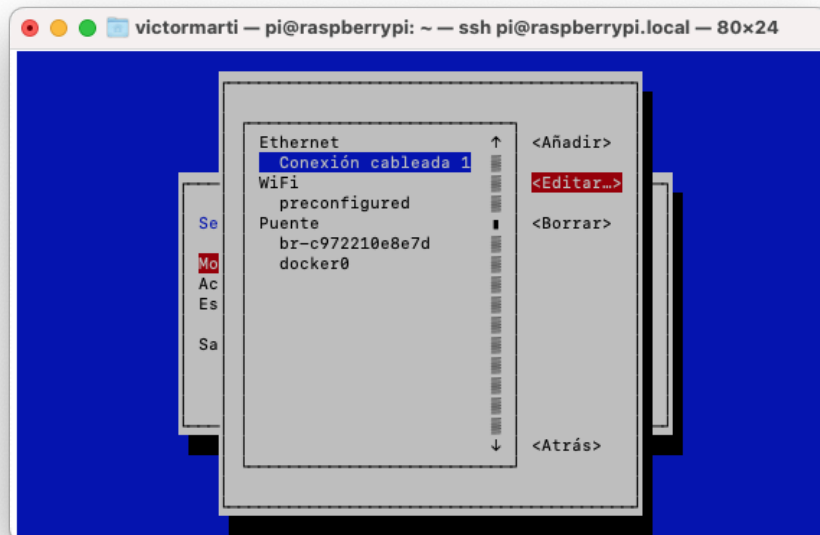 victormarti — pi@raspberrypi: ~ — ssh pi@raspberrypi.local — 80×24
Ethernet ↑ <Añadir>
Conexión cableada 1
WiFi <Editar…>
preconfigured
Se Puente <Borrar>
br-c972210e8e7d
Mo docker0
Ac
Es
Sa
↓ <Atrás>